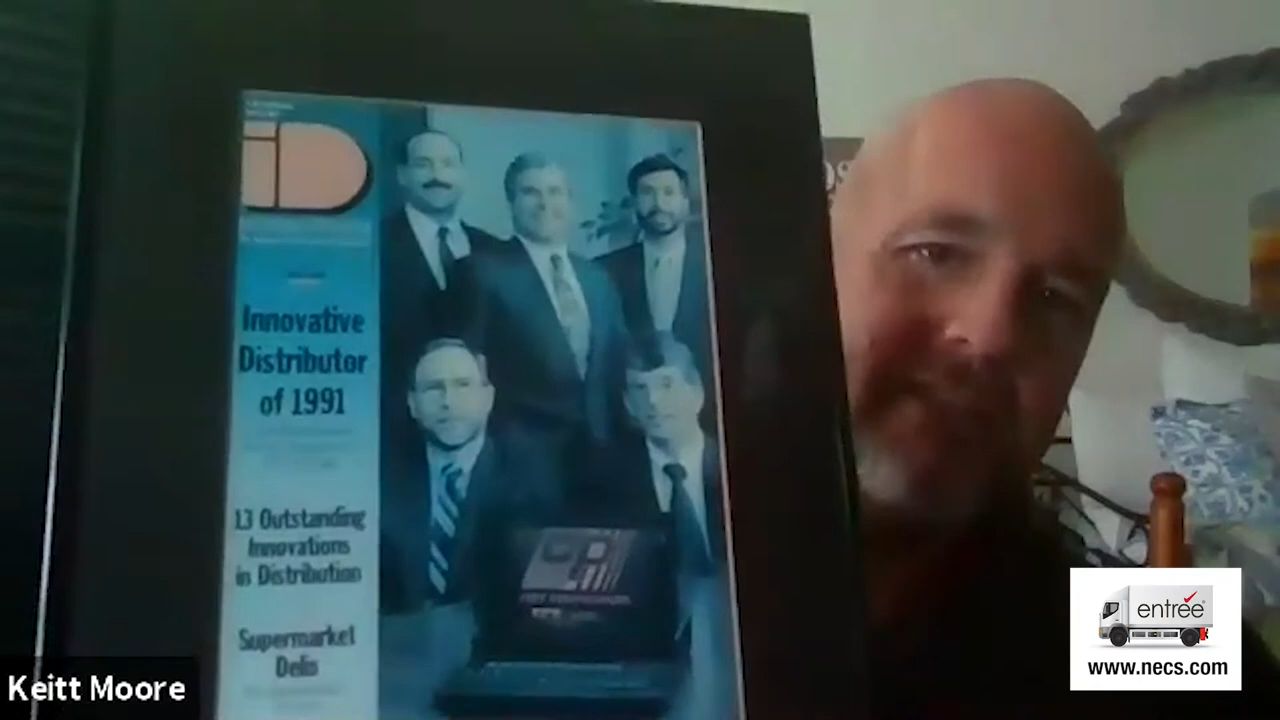 ID
Innovative
Distributor
of 1991
13 Outstanding
Innovations
in Distribution
Supermarket
Delis
Keitt Moore
entrée
www.necs.com